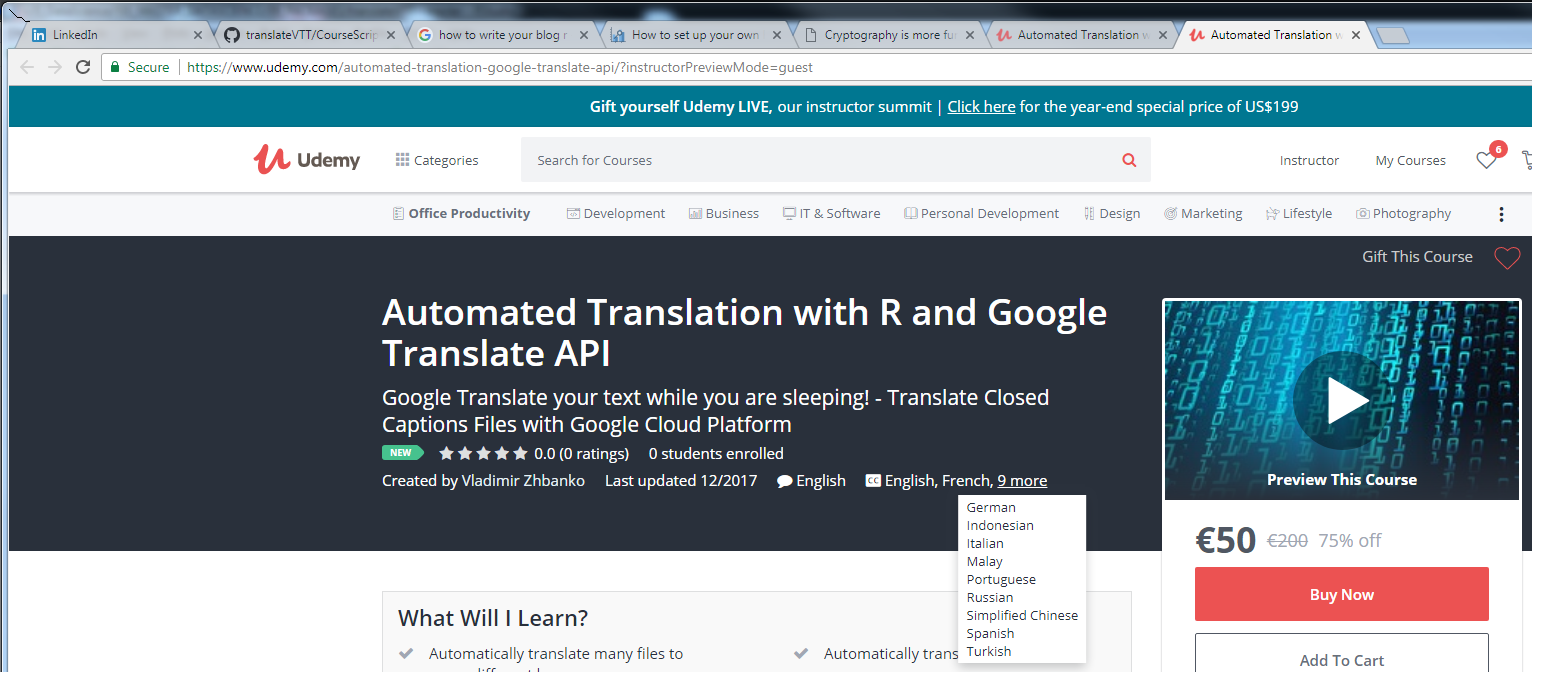 LinkedIn
translateVTT/CourseScrip
how to write your blog
How to set up your own
Cryptography is more fu
Automated Translation w
Automated Translation w
Secure https://www.udemy.com/automated-translation-google-translate-api/?instructorPreviewMode=guest
Gift yourself Udemy LIVE, our instructor summit | Click here for the year-end special price of US$199
Udemy
Categories
Search for Courses
Instructor
My Courses
6
Office Productivity
Development
Business
IT & Software
Personal Development
Design
Marketing
Lifestyle
Photography
Gift This Course
Automated Translation with R and Google
Translate API
Google Translate your text while you are sleeping! - Translate Closed
Captions Files with Google Cloud Platform
NEW 0.0 (0 ratings) 0 students enrolled
Created by Vladimir Zhbanko Last updated 12/2017 English CC English, French, 9 more
German
Indonesian
Italian
Malay
Portuguese
Russian
Simplified Chinese
Spanish
Turkish
Preview This Course
€50 €200 75% off
Buy Now
Add To Cart
What Will I Learn?
Automatically translate many files to
Automatically trans